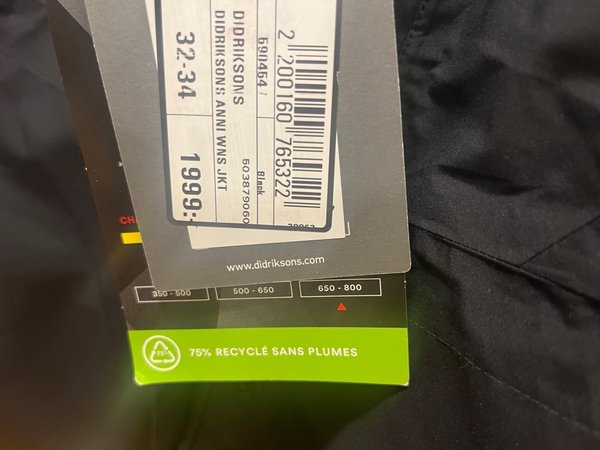 DIDRIKSONS
DIDRIKSONS ANNI WNS JKT
32-34
1999:-
Black
503879060
2 200160 765322
www.didriksons.com
350 - 500
500 - 650
650 - 800
75%
75% RECYCLÉ SANS PLUMES